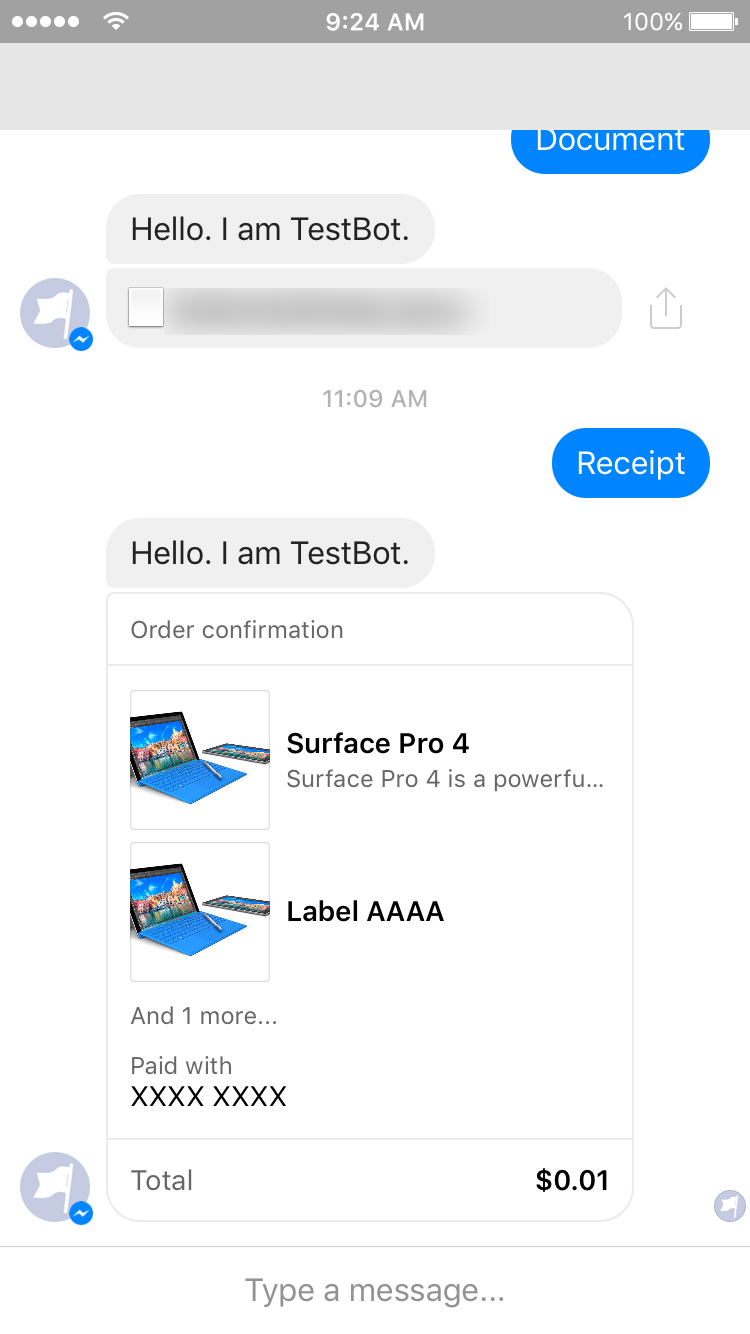 9:24 AM
100%
Document
Hello. I am TestBot.
11:09 AM
Receipt
Hello. I am TestBot.
Order confirmation
Surface Pro 4
Surface Pro 4 is a powerfu...
Label AAAA
And 1 more...
Paid with
XXXX XXXX
Total
$0.01
Type a message...